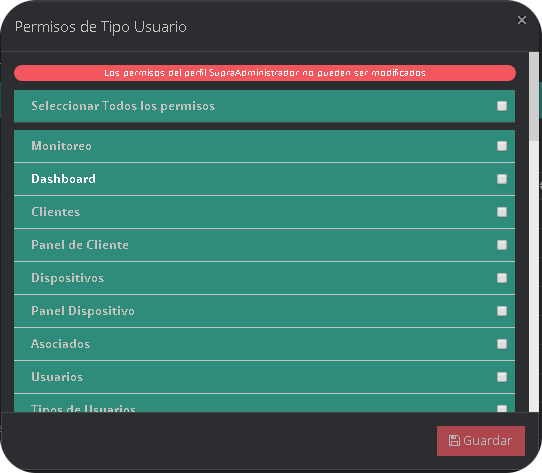 Permisos de Tipo Usuario
×
Los permisos del perfil SupraAdministrador no pueden ser modificados
Seleccionar Todos los permisos
Monitoreo
Dashboard
Clientes
Panel de Cliente
Dispositivos
Panel Dispositivo
Asociados
Usuarios
Tipos de Usuarios
Guardar